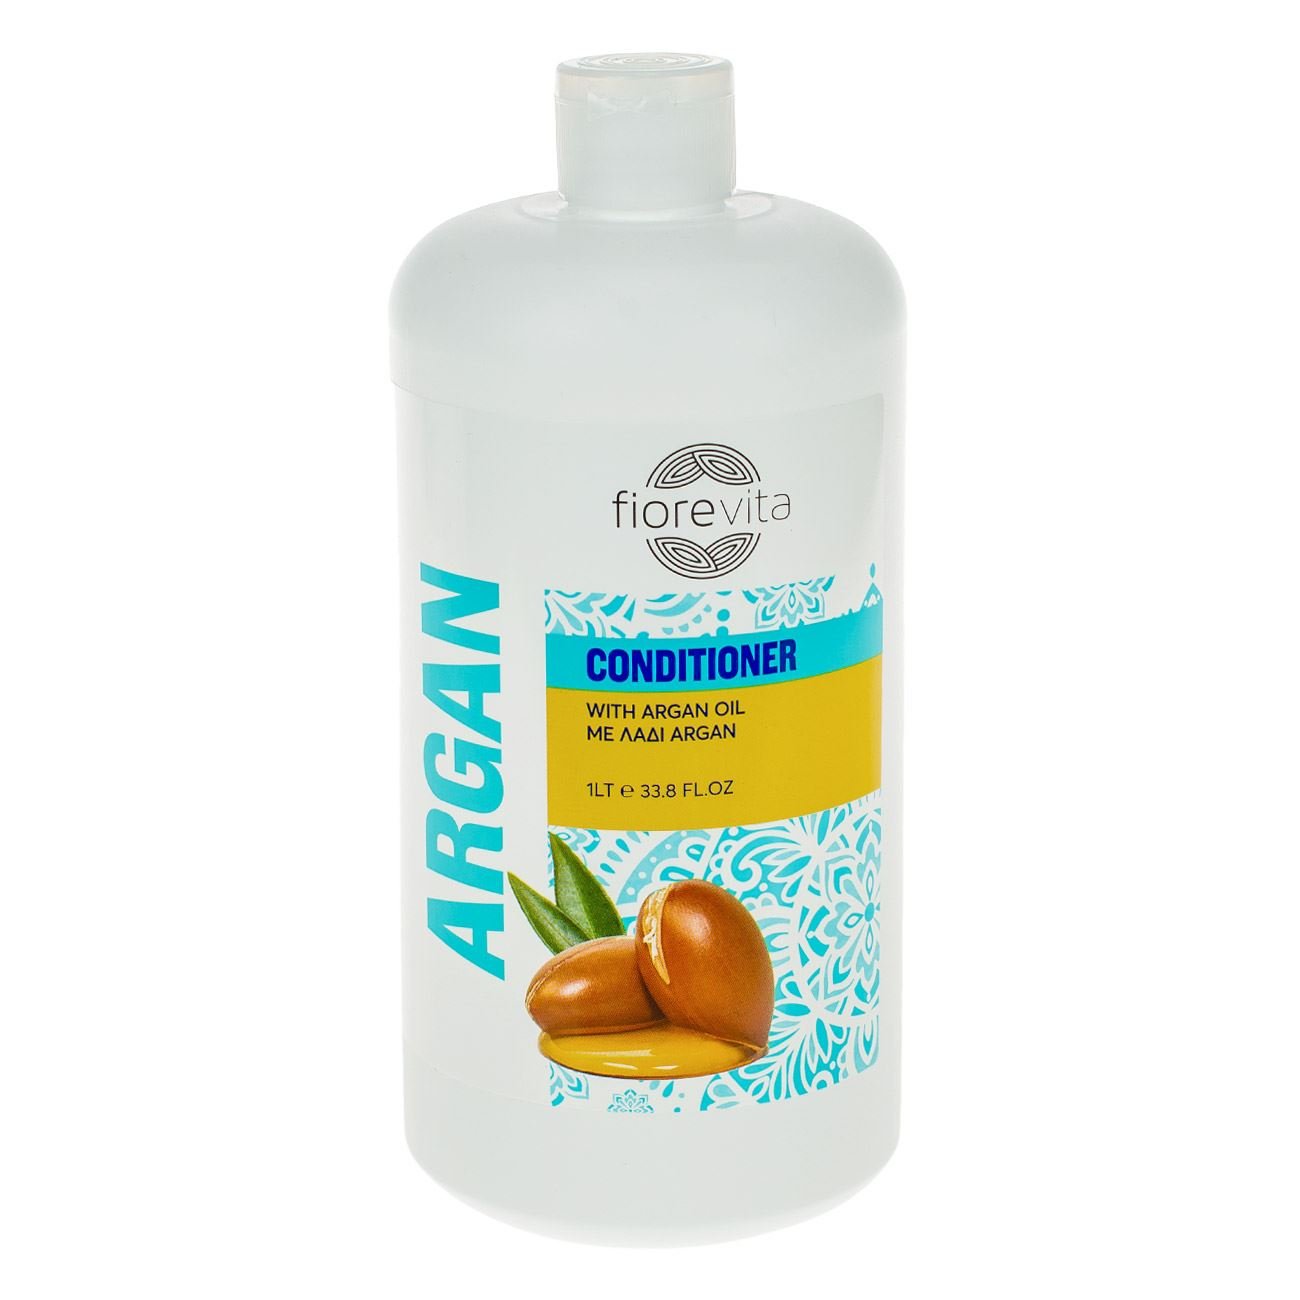 fiorevita
ARGAN
CONDITIONER
WITH ARGAN OIL
ΜΕ ΛΑΔΙ ARGAN
1LT ℮ 33.8 FL.OZ